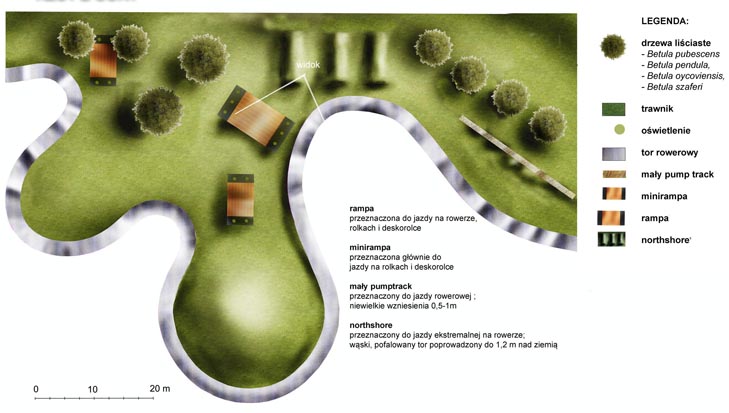 widok
rampa
przeznaczona do jazdy na rowerze,
rolkach i deskorolce
minirampa
przeznaczona głównie do
jazdy na rolkach i deskorolce
mały pumptrack
przeznaczony do jazdy rowerowej ;
niewielkie wzniesienia 0,5-1m
northshore
przeznaczony do jazdy ekstremalnej na rowerze;
wąski, pofalowany tor poprowadzony do 1,2 m nad ziemią
0 10 20 m
LEGENDA:
drzewa liściaste
- Betula pubescens
- Betula pendula,
- Betula oycoviensis,
- Betula szaferi
trawnik
oświetlenie
tor rowerowy
mały pump track
minirampa
rampa
northshore